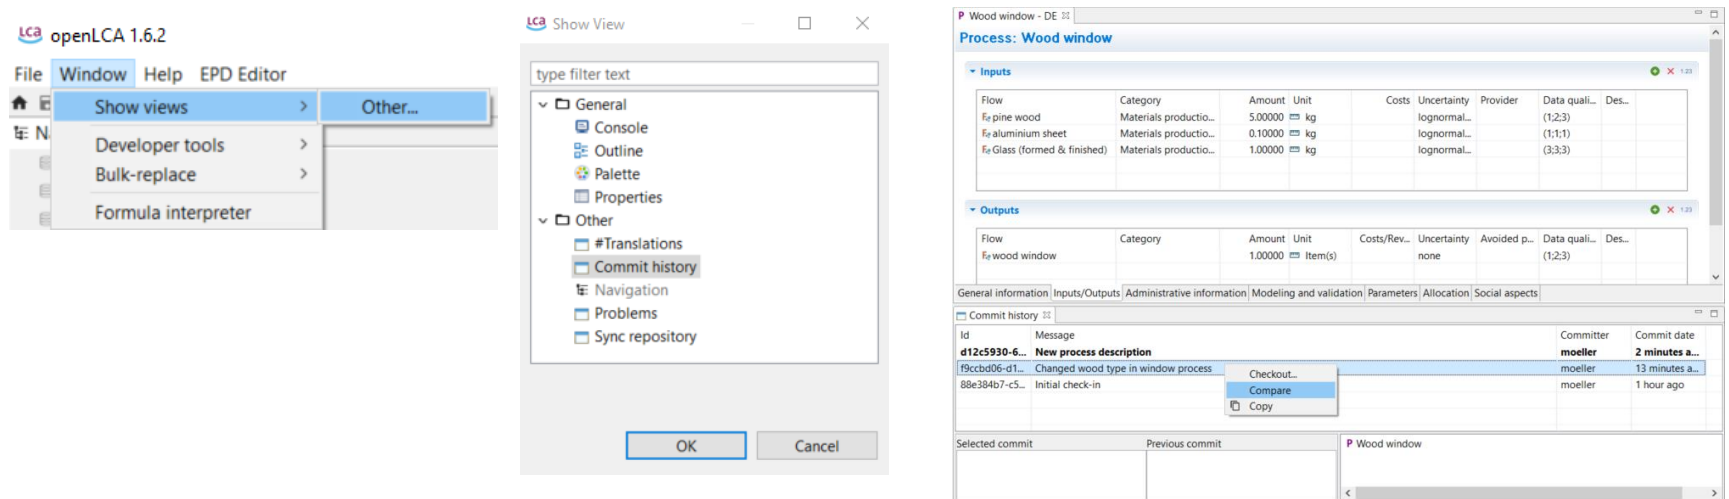 LCA openLCA 1.6.2
File Window Help EPD Editor
Show views > Other...
N
Developer tools >
Bulk-replace >
Formula interpreter
LCA Show View
type filter text
General
Console
Outline
Palette
Properties
Other
#Translations
Commit history
Navigation
Problems
Sync repository
OK Cancel
P Wood window - DE
Process: Wood window
Inputs
Flow Category Amount Unit Costs Uncertainty Provider Data quali... Des...
Fe pine wood Materials productio... 5.00000 kg lognormal... (1;2;3)
Fe aluminium sheet Materials productio... 0.10000 kg lognormal... (1;1;1)
Fe Glass (formed & finished) Materials productio... 1.00000 kg lognormal... (3;3;3)
Outputs
Flow Category Amount Unit Costs/Rev... Uncertainty Avoided p... Data quali... Des...
Fe wood window 1.00000 Item(s) none (1;2;3)
General information Inputs/Outputs Administrative information Modeling and validation Parameters Allocation Social aspects
Commit history
Id Message Committer Commit date
d12c5930-6... New process description moeller 2 minutes a...
f9ccbd06-d1... Changed wood type in window process moeller 13 minutes a...
88e384b7-c5... Initial check-in moeller 1 hour ago
Checkout...
Compare
Copy
Selected commit Previous commit P Wood window